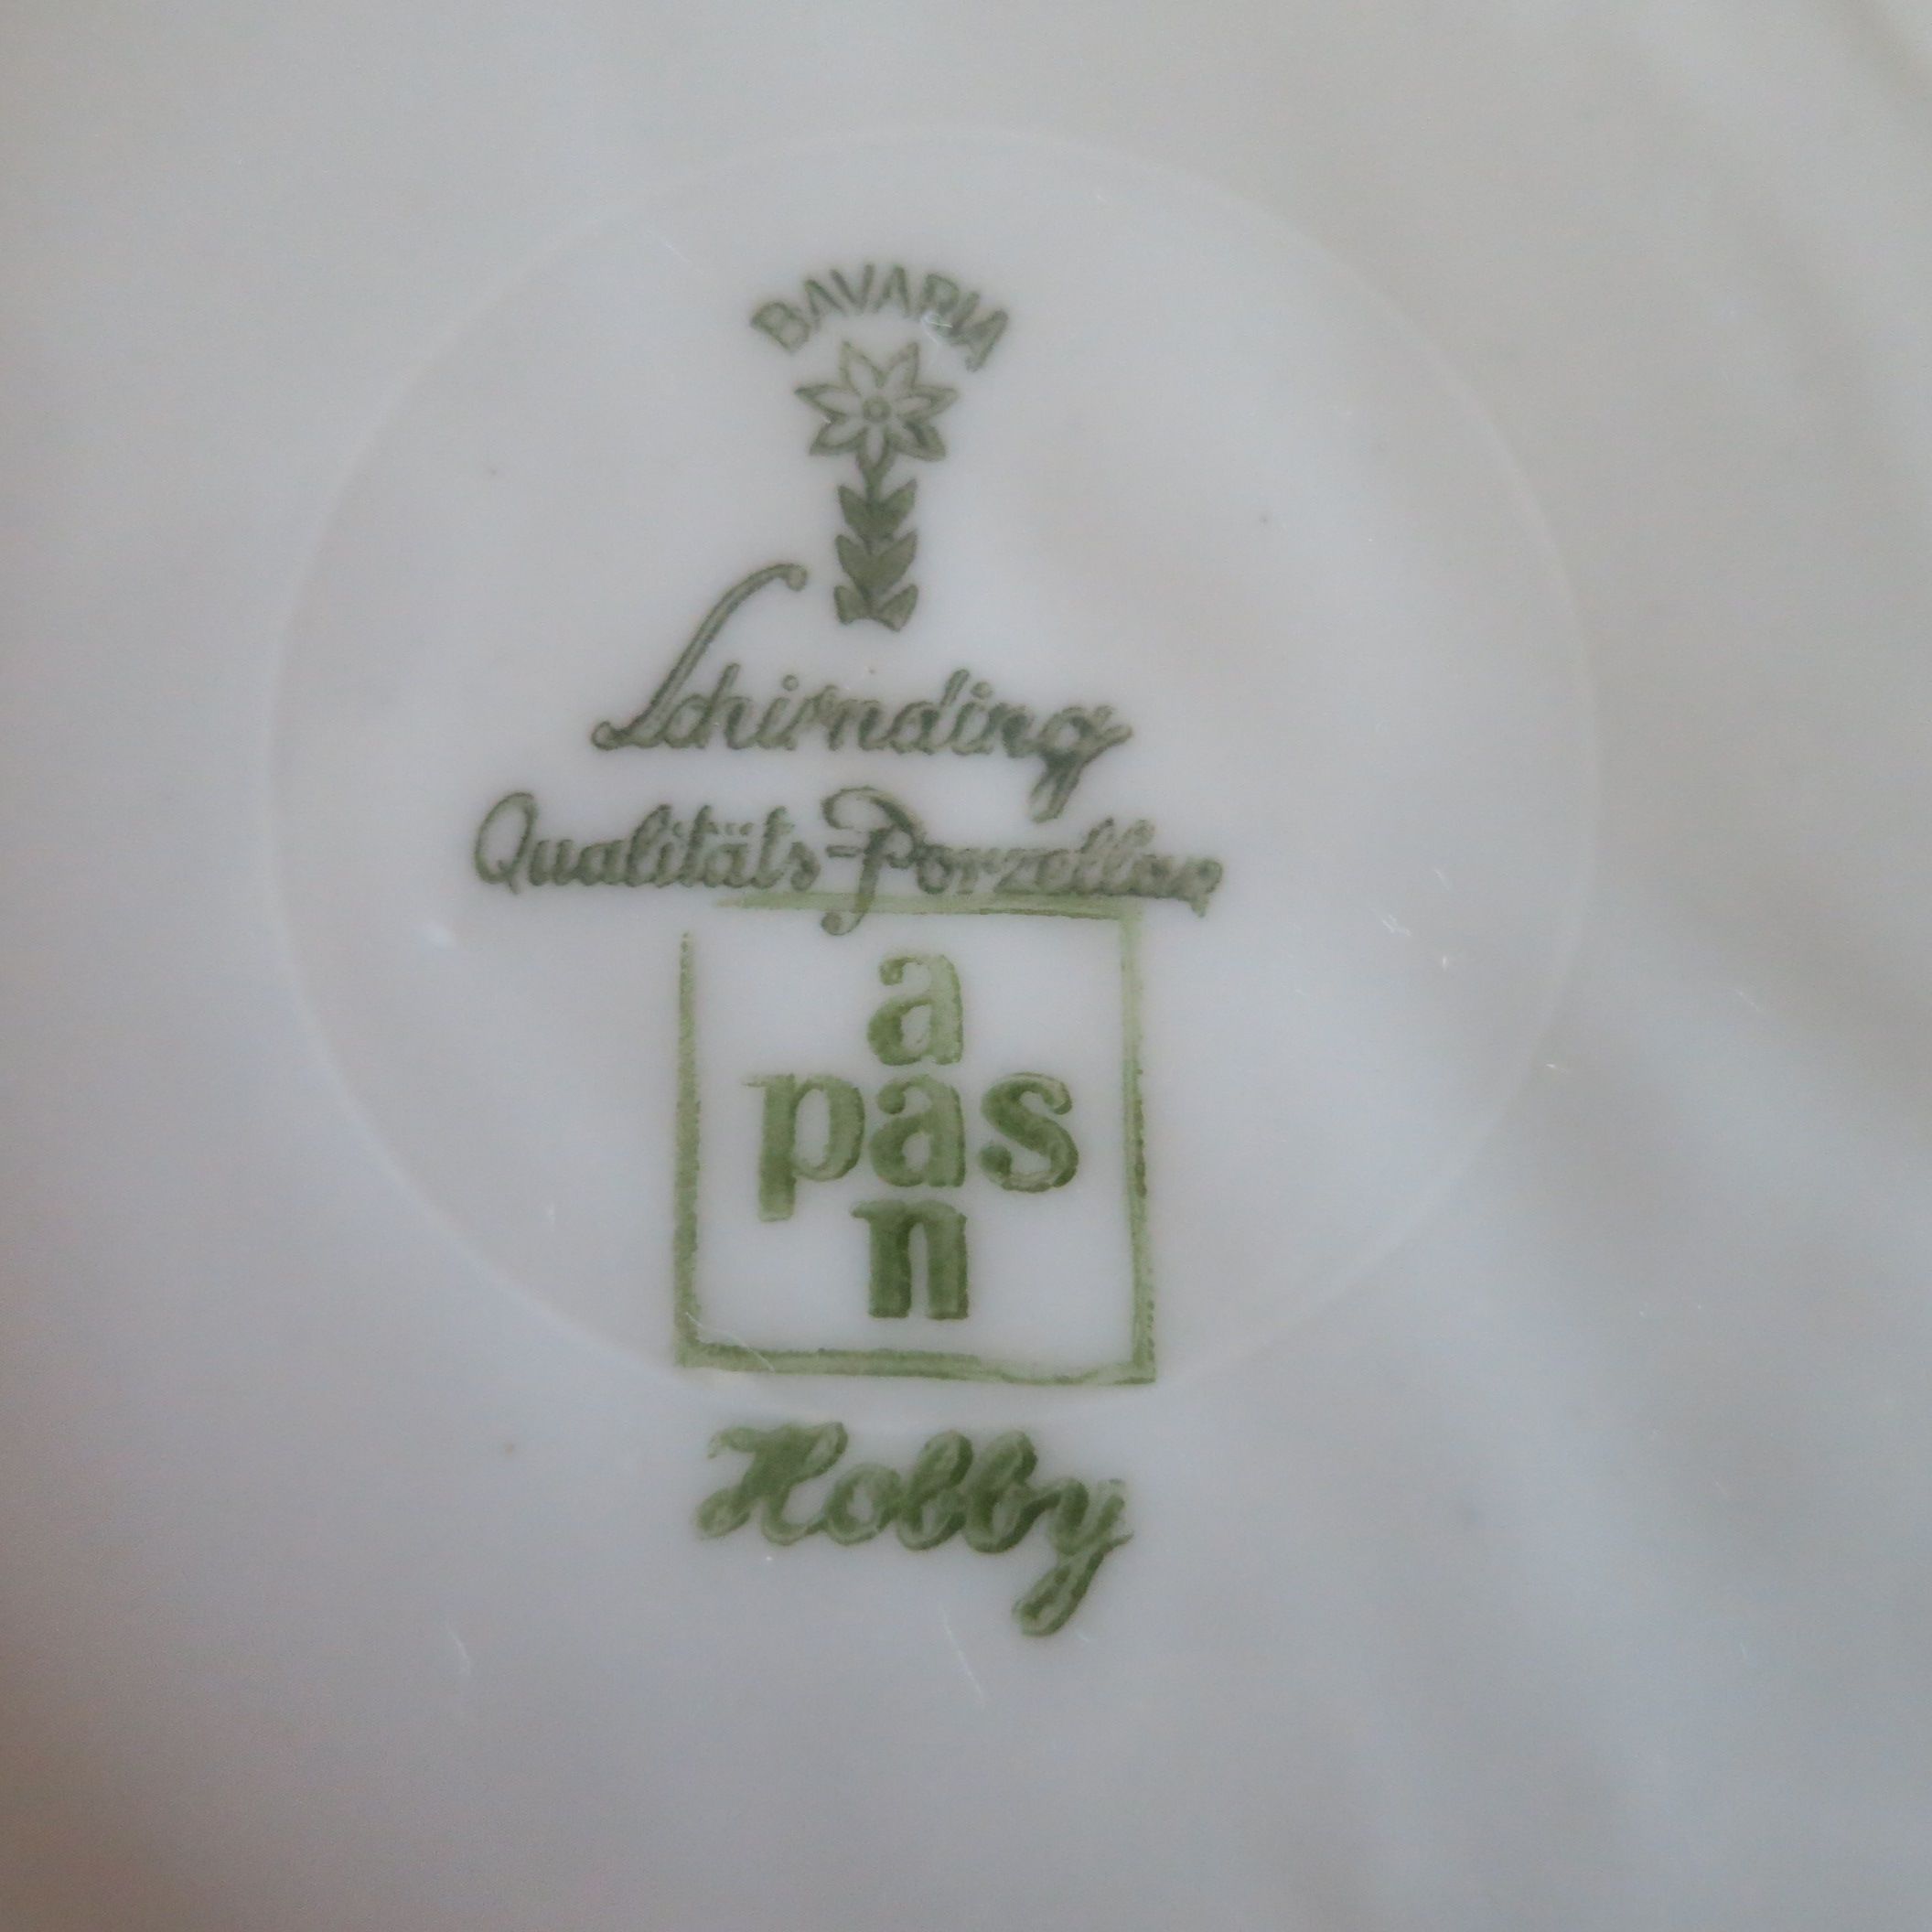 BAVARIA
Schirnding
Qualitäts-Porzellan
a
pas
n
Hobby